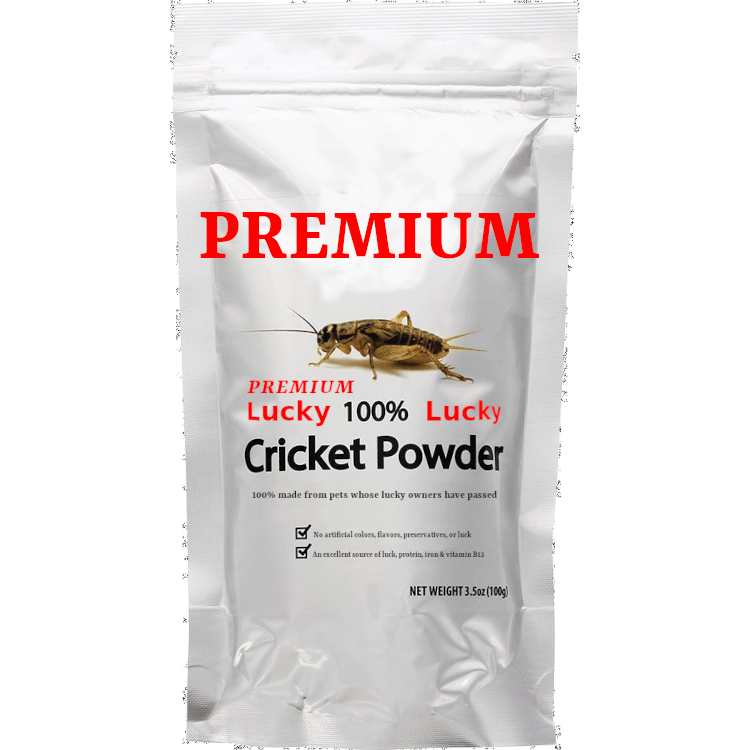 PREMIUM
PREMIUM
Lucky 100% Lucky
Cricket Powder
100% made from pets whose lucky owners have passed
No artificial colors, flavors, preservatives, or luck
An excellent source of luck, protein, iron & vitamin B12
NET WEIGHT 3.5oz (100g)